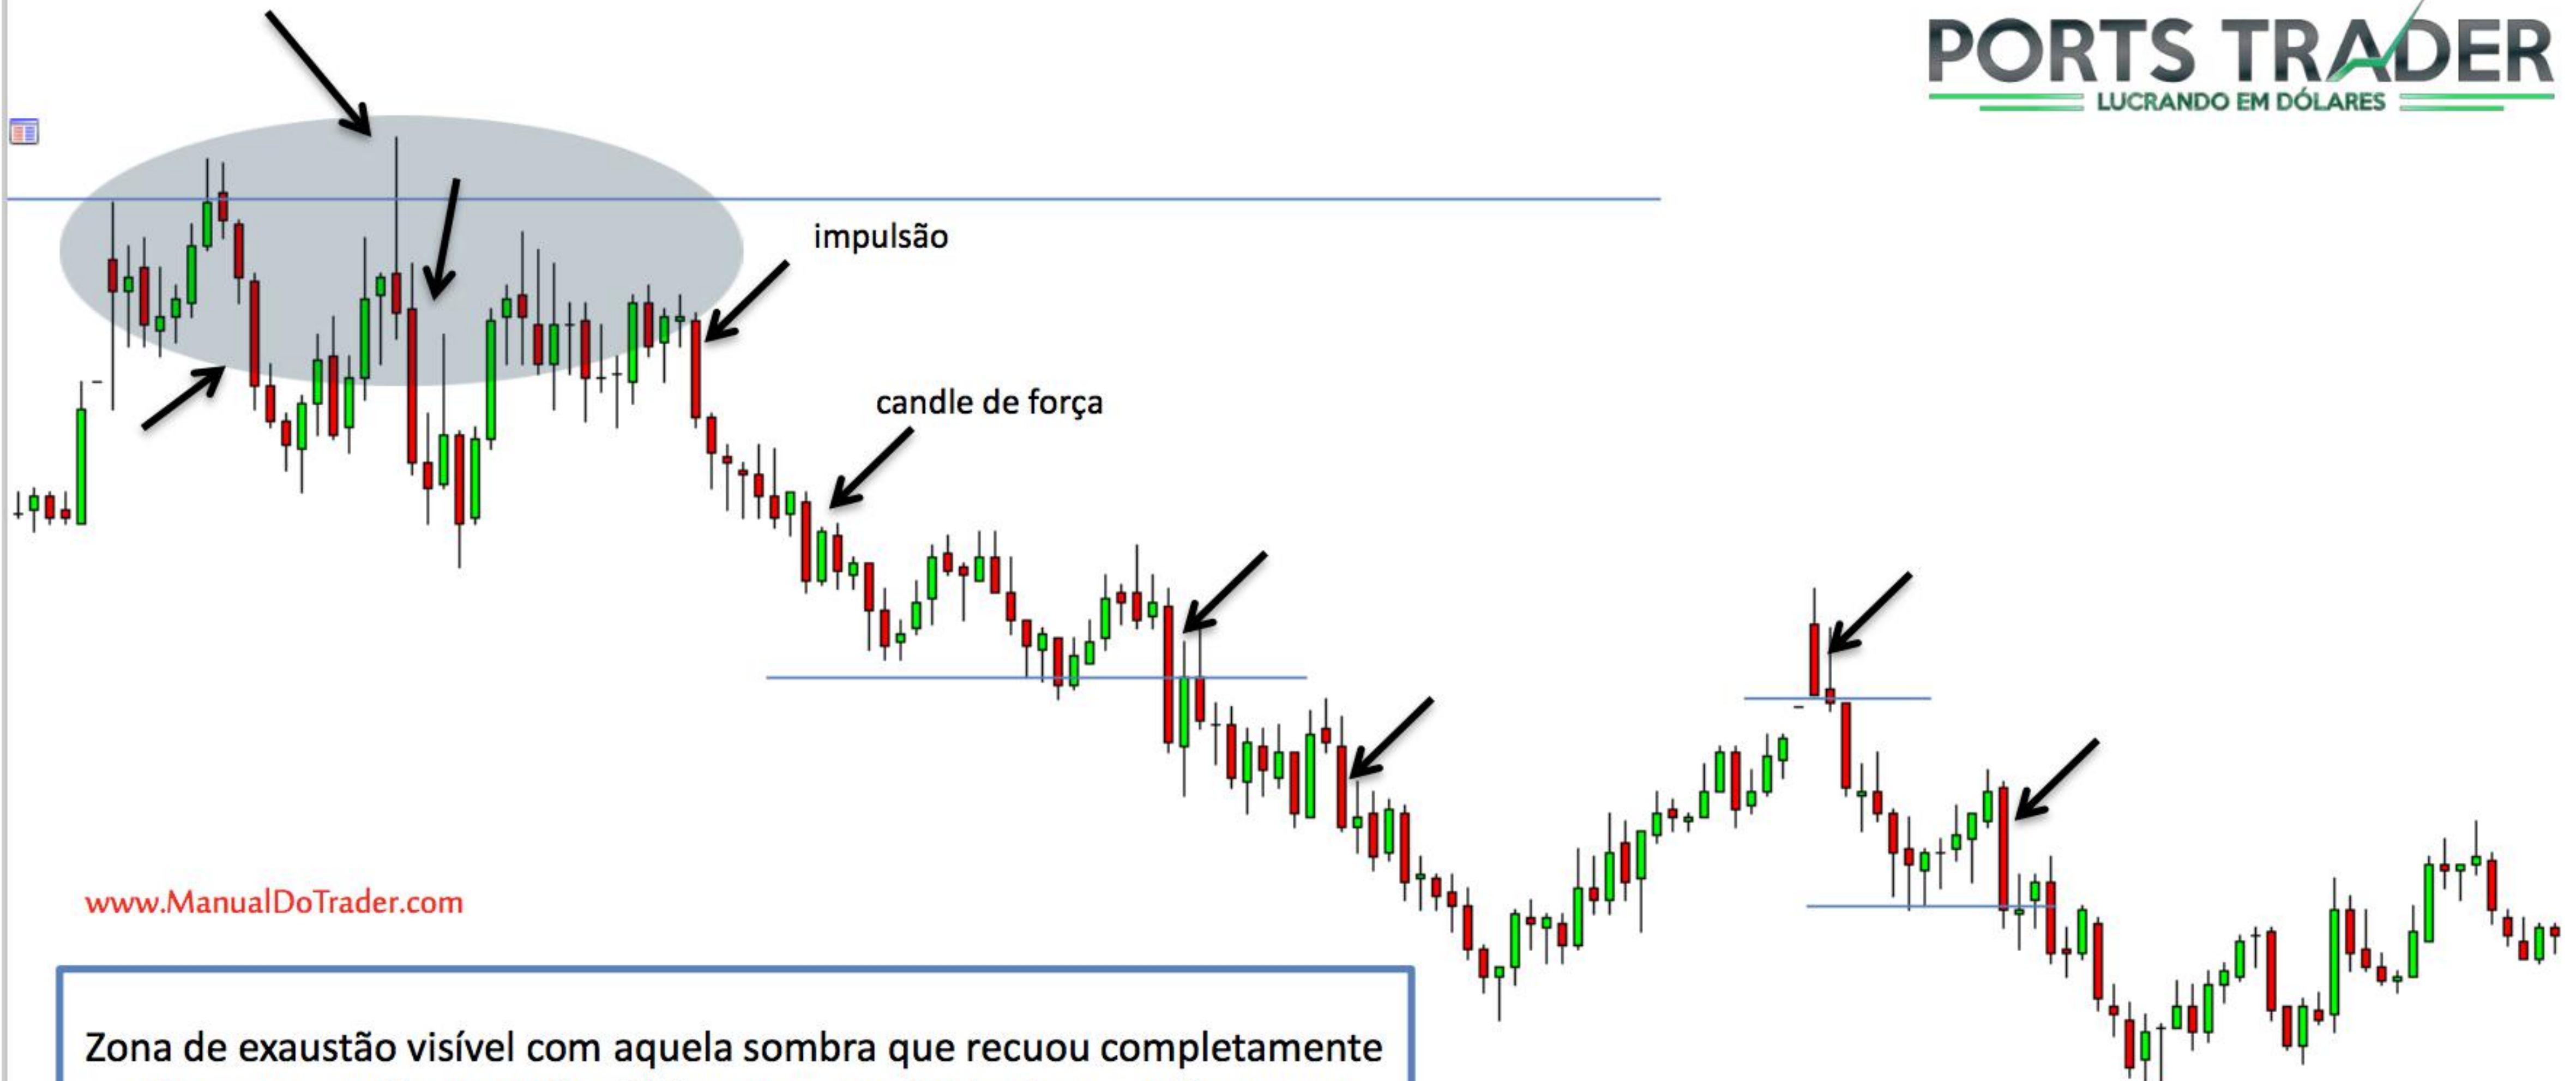 PORTS TRADER
LUCRANDO EM DÓLARES
impulsão
candle de força
www.ManualDoTrader.com
Zona de exaustão visível com aquela sombra que recuou completamente